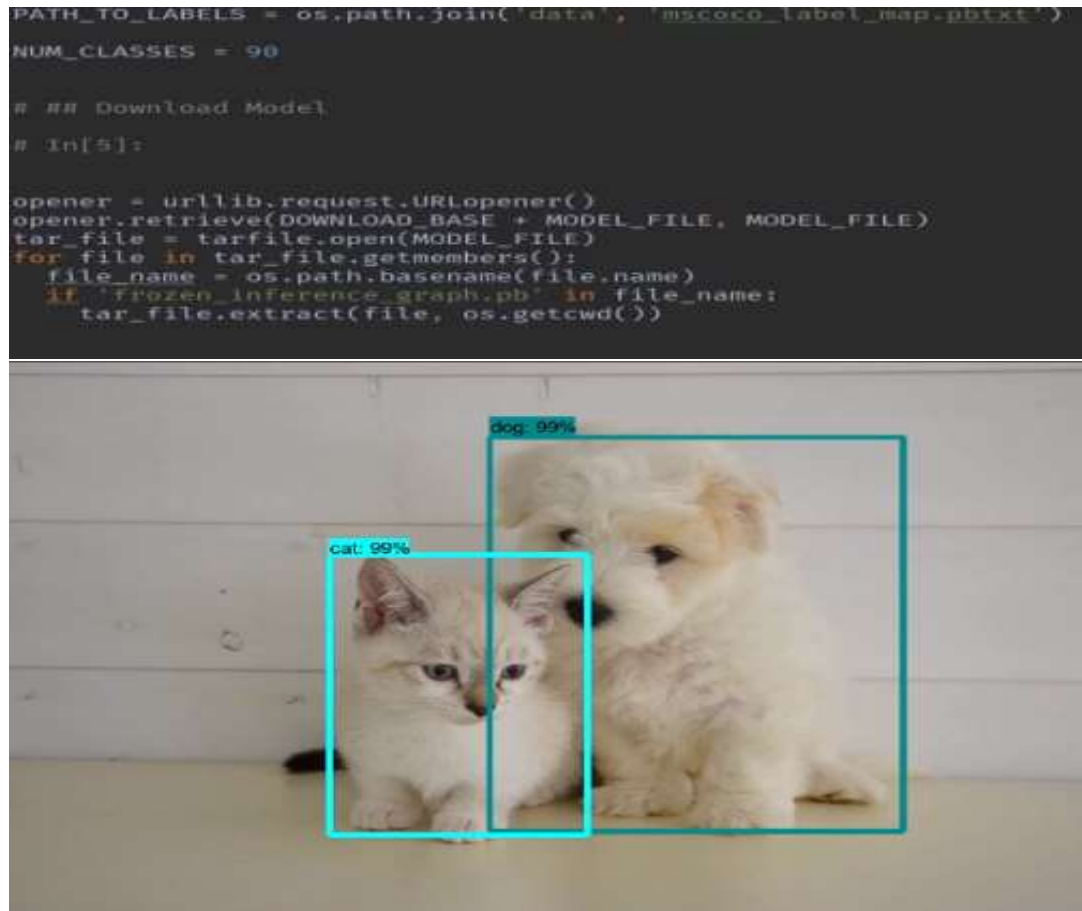 PATH_TO_LABELS = os.path.join('data', 'mscoco_label_map.pbtxt')
NUM_CLASSES = 90
# ## Download Model
# In[5]:
opener = urllib.request.URLopener()
opener.retrieve(DOWNLOAD_BASE + MODEL_FILE, MODEL_FILE)
tar_file = tarfile.open(MODEL_FILE)
for file in tar_file.getmembers():
  file_name = os.path.basename(file.name)
  if 'frozen_inference_graph.pb' in file_name:
    tar_file.extract(file, os.getcwd())
dog: 99%
cat: 99%